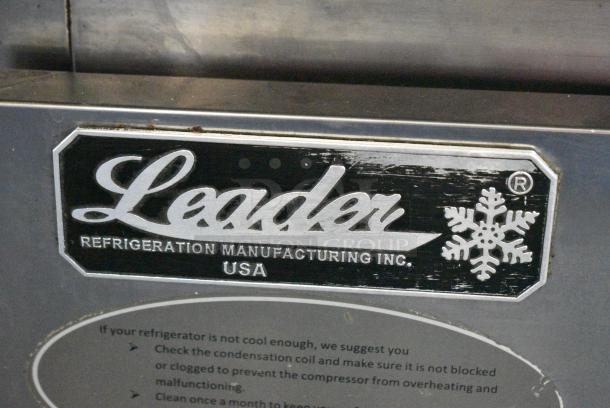 Leader
®
REFRIGERATION MANUFACTURING INC.
USA
If your refrigerator is not cool enough, we suggest you
➤ Check the condensation coil and make sure it is not blocked
or clogged to prevent the compressor from overheating and
malfunctioning.
➤ Clean once a month to keep